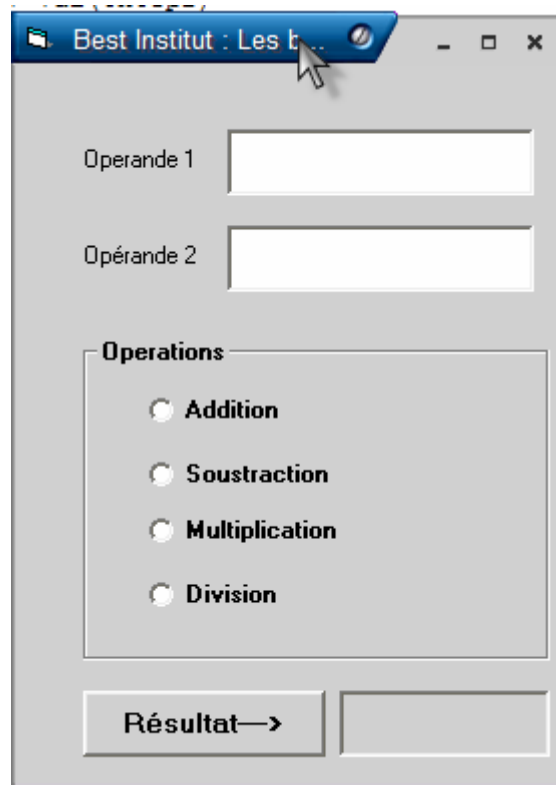 Best Institut : Les b...
Operande 1
Opérande 2
Operations
Addition
Soustraction
Multiplication
Division
Résultat—>